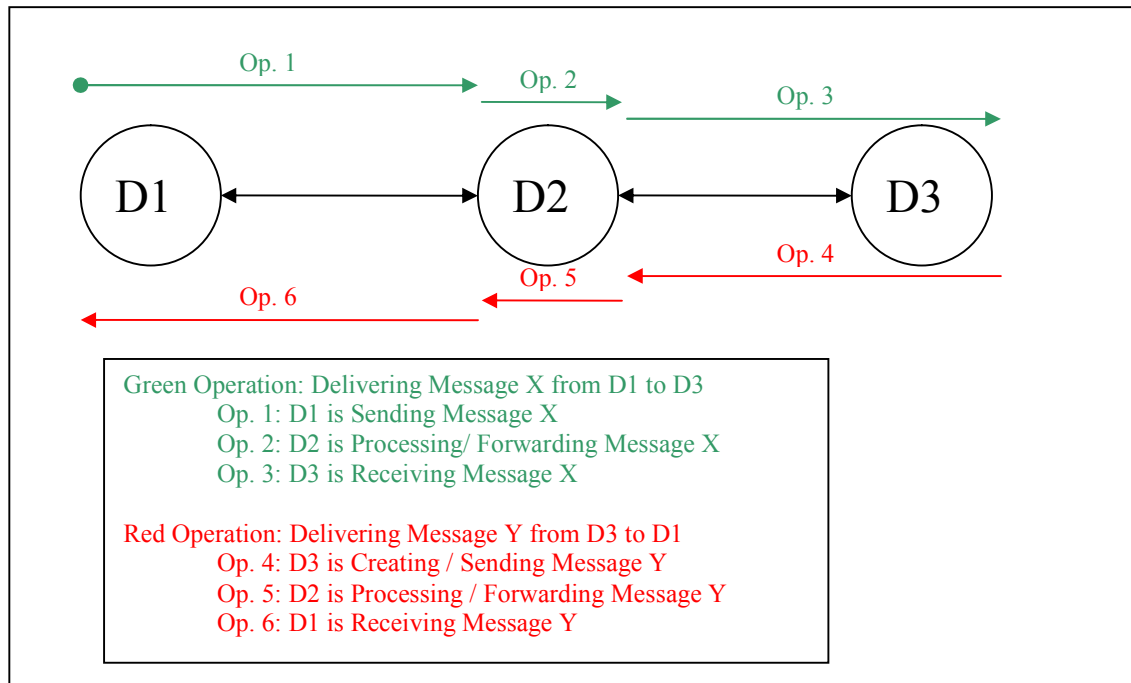 Op. 1
Op. 2
Op. 3
D1
D2
D3
Op. 4
Op. 5
Op. 6
Green Operation: Delivering Message X from D1 to D3
Op. 1: D1 is Sending Message X
Op. 2: D2 is Processing/ Forwarding Message X
Op. 3: D3 is Receiving Message X
Red Operation: Delivering Message Y from D3 to D1
Op. 4: D3 is Creating / Sending Message Y
Op. 5: D2 is Processing / Forwarding Message Y
Op. 6: D1 is Receiving Message Y